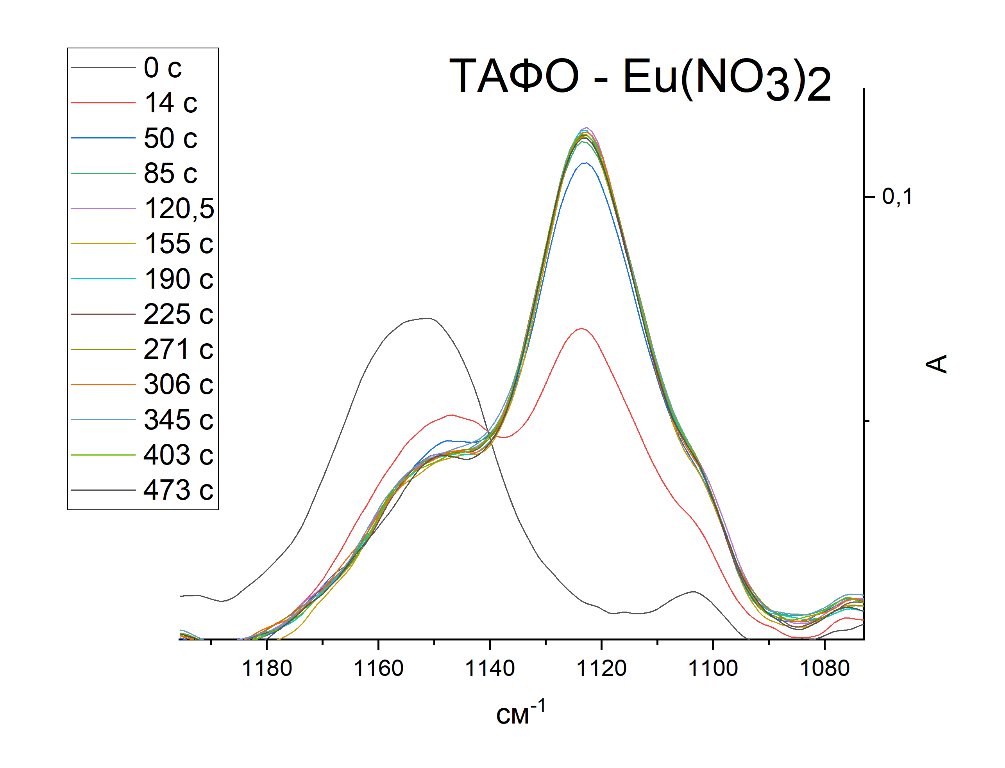 ТАФО - Eu(NO3)2
0 с
14 с
50 с
85 с
120,5
155 с
190 с
225 с
271 с
306 с
345 с
403 с
473 с
0,1
А
1180 1160 1140 1120 1100 1080
см-1